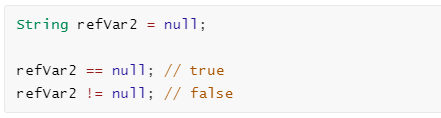 String refVar2 = null;
refVar2 == null; // true
refVar2 != null; // false